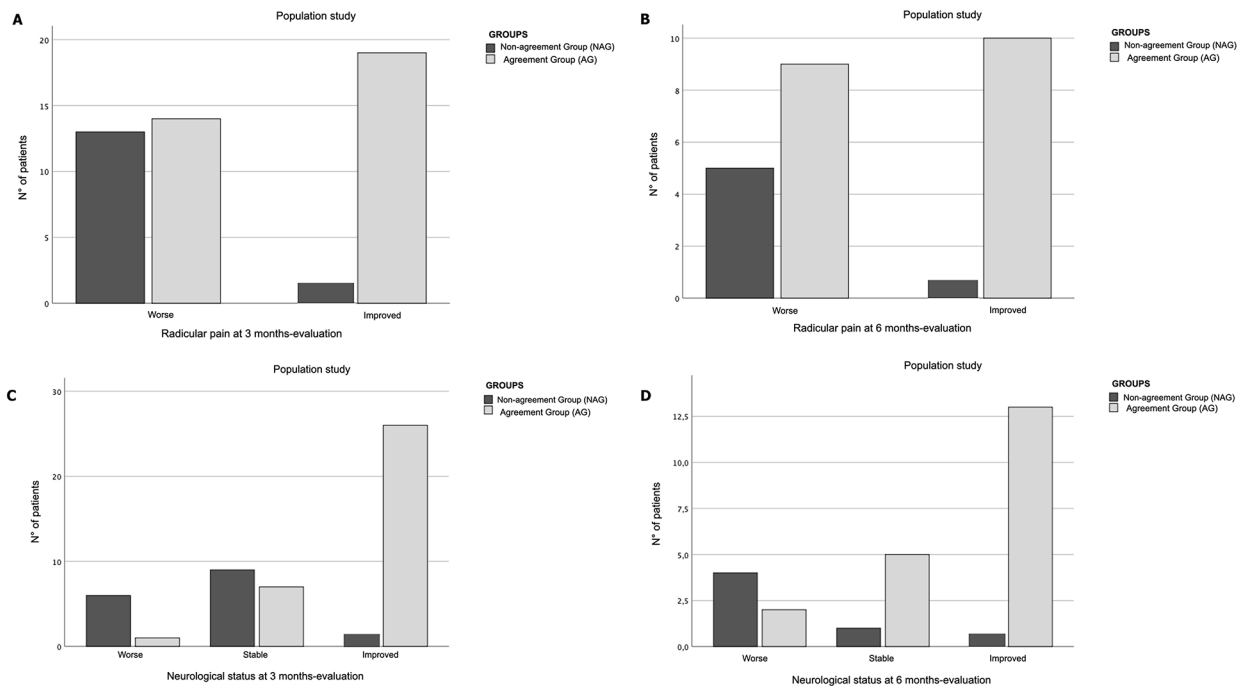 A
Population study
GROUPS
Non-agreement Group (NAG)
Agreement Group (AG)
20
15
10
5
0
N° of patients
Worse
Improved
Radicular pain at 3 months-evaluation
B
Population study
GROUPS
Non-agreement Group (NAG)
Agreement Group (AG)
10
8
6
4
2
0
N° of patients
Worse
Improved
Radicular pain at 6 months-evaluation
C
Population study
GROUPS
Non-agreement Group (NAG)
Agreement Group (AG)
30
20
10
0
N° of patients
Worse
Stable
Improved
Neurological status at 3 months-evaluation
D
Population study
GROUPS
Non-agreement Group (NAG)
Agreement Group (AG)
12,5
10,0
7,5
5,0
2,5
0,0
N° of patients
Worse
Stable
Improved
Neurological status at 6 months-evaluation